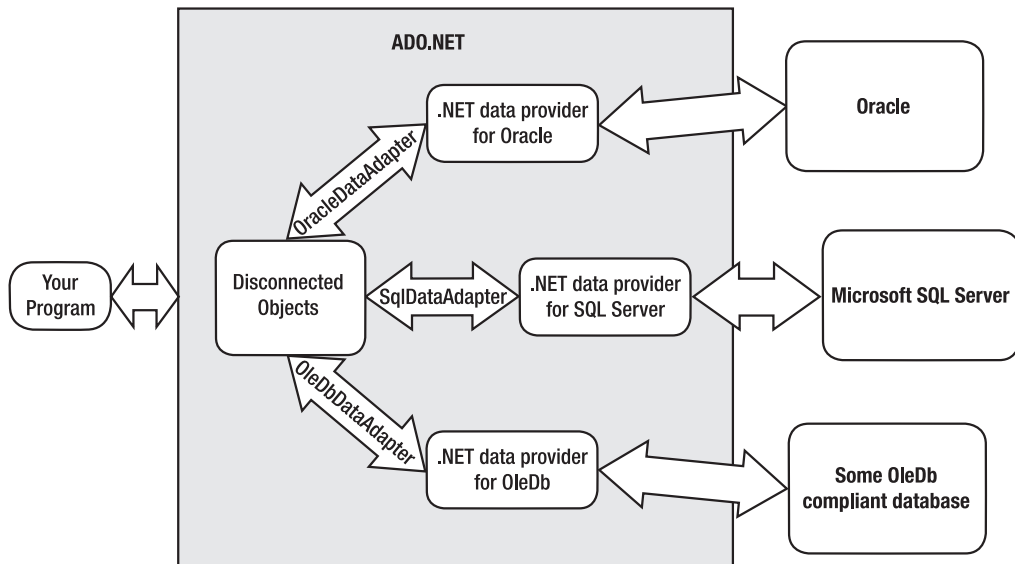 ADO.NET
.NET data provider
for Oracle
Oracle
OracleDataAdapter
Your
Program
Disconnected
Objects
SqlDataAdapter
.NET data provider
for SQL Server
Microsoft SQL Server
OleDbDataAdapter
.NET data provider
for OleDb
Some OleDb
compliant database